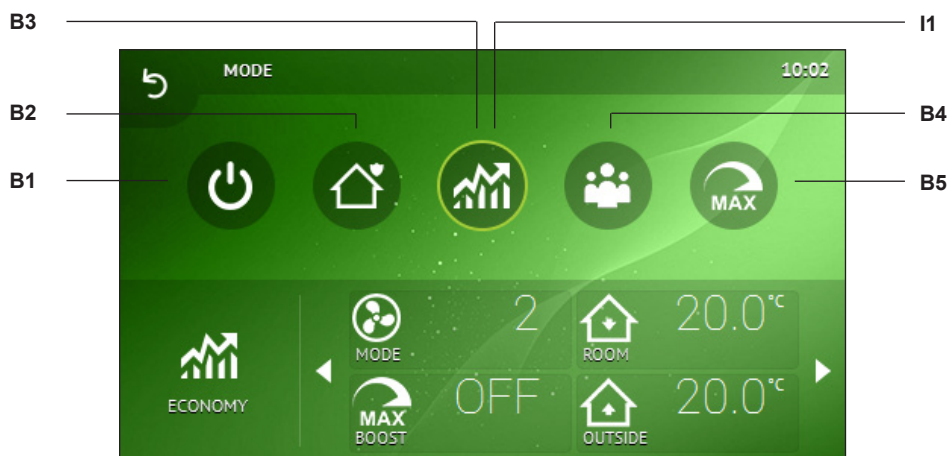 B3 I1
MODE 10:02
B2 B4
B1 MAX B5
2 20.0°C
MODE ROOM
ECONOMY MAX OFF 20.0°C
BOOST OUTSIDE